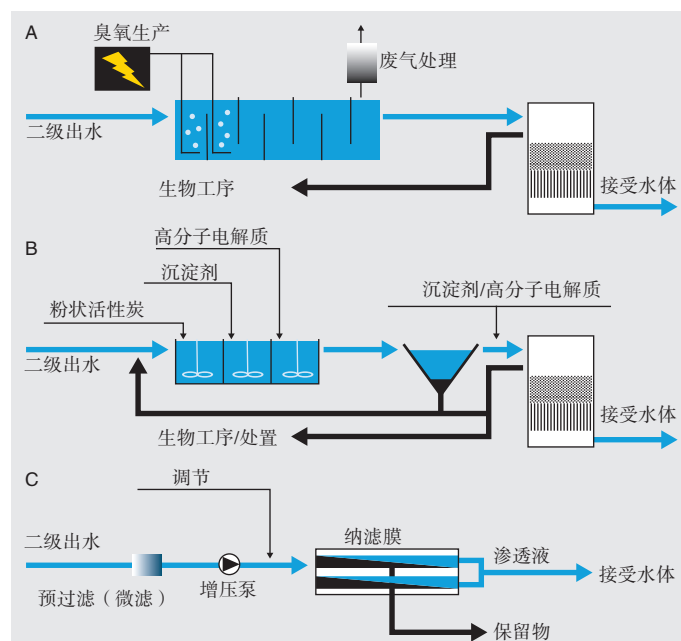 A
臭氧生产
废气处理
二级出水
生物工序
接受水体
B
高分子电解质
沉淀剂
粉状活性炭
沉淀剂/高分子电解质
二级出水
接受水体
生物工序/处置
C
调节
二级出水
纳滤膜
渗透液
接受水体
预过滤（微滤）
增压泵
保留物